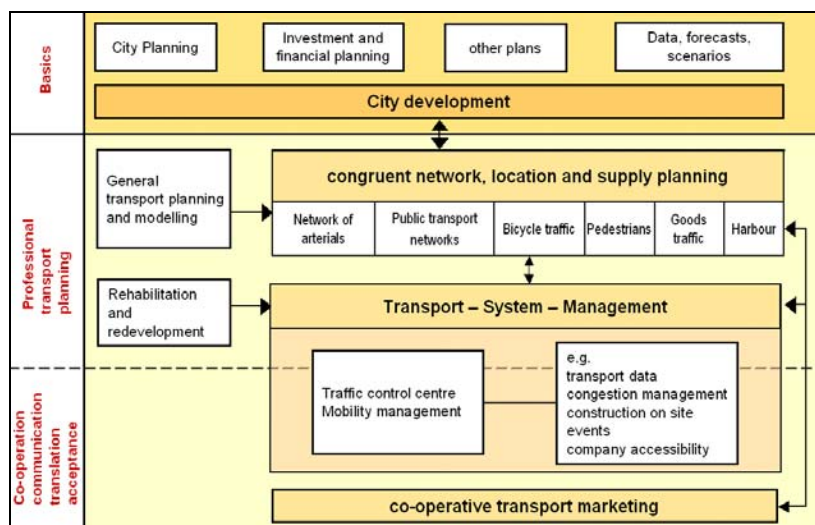 Basics
City Planning
Investment and
financial planning
other plans
Data, forecasts,
scenarios
City development
Professional
transport
planning
General
transport planning
and modelling
congruent network, location and supply planning
Network of
arterials
Public transport
networks
Bicycle traffic
Pedestrians
Goods
traffic
Harbour
Rehabilitation
and
redevelopment
Transport – System – Management
Co-operation
communication
translation
acceptance
Traffic control centre
Mobility management
e.g.
transport data
congestion management
construction on site
events
company accessibility
co-operative transport marketing